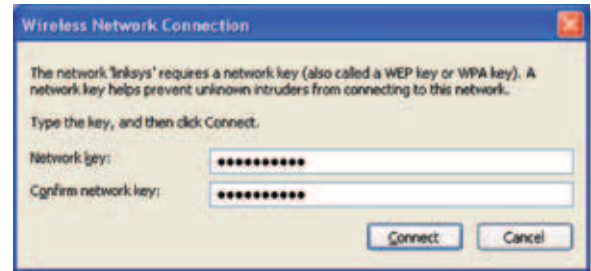 Wireless Network Connection
The network 'linksys' requires a network key (also called a WEP key or WPA key). A
network key helps prevent unknown intruders from connecting to this network.
Type the key, and then click Connect.
Network key: ••••••••••
Confirm network key: ••••••••••
Connect Cancel